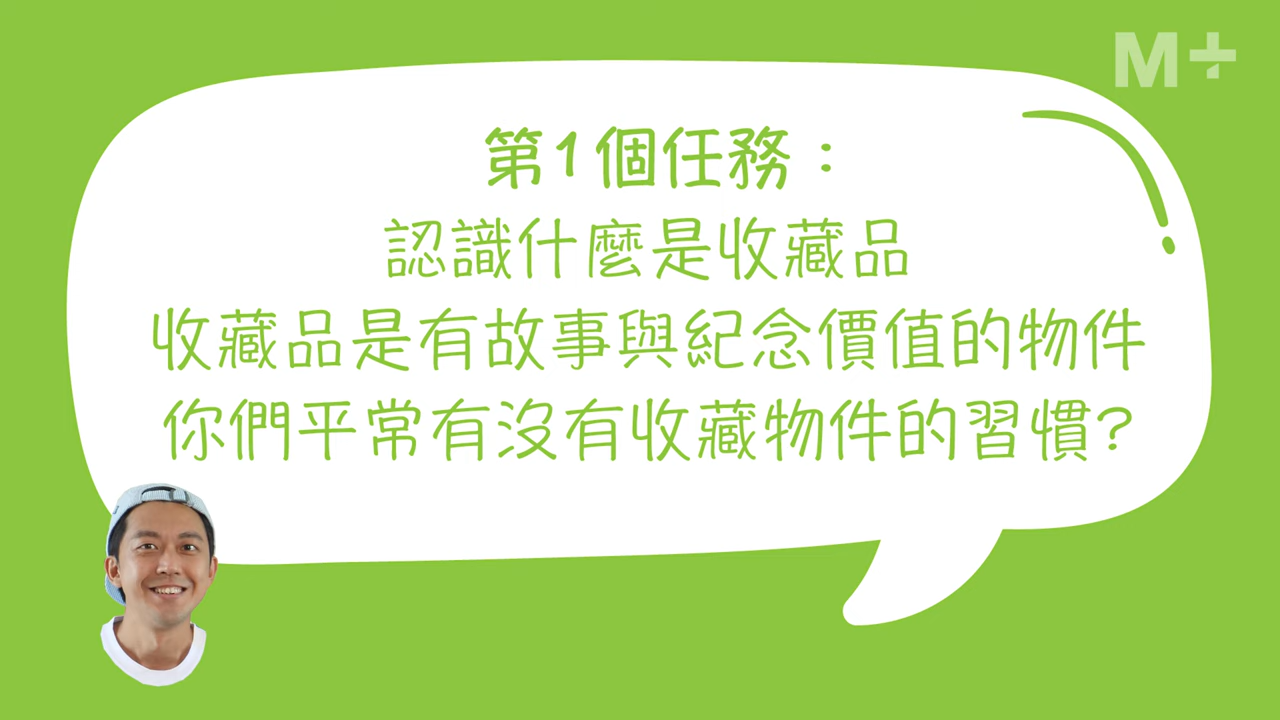 M+
第1個任務：
認識什麼是收藏品
收藏品是有故事與紀念價值的物件
你們平常有沒有收藏物件的習慣?